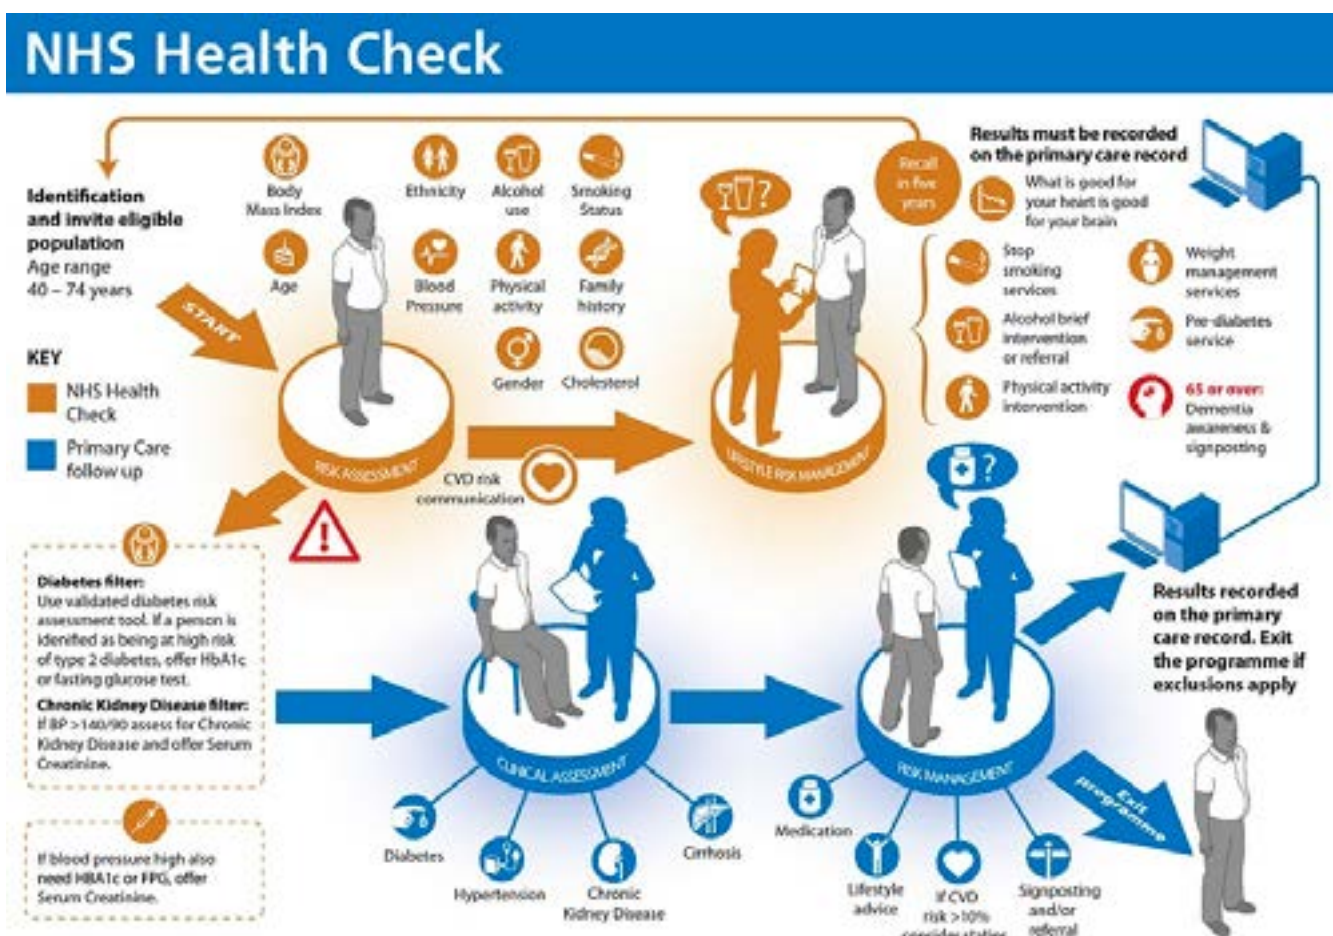 NHS Health Check
Identification
and invite eligible
population
Age range
40 – 74 years
START
KEY
NHS Health
Check
Primary Care
follow up
Body
Mass Index
Ethnicity
Alcohol
use
Smoking
Status
Age
Blood
Pressure
Physical
activity
Family
history
Gender
Cholesterol
RISK ASSESSMENT
CVD risk
communication
?
LIFESTYLE RISK MANAGEMENT
Recall
in five
years
Results must be recorded
on the primary care record
What is good for
your heart is good
for your brain
Stop
smoking
services
Weight
management
services
Alcohol brief
intervention
or referral
Pre-diabetes
service
Physical activity
intervention
65 or over:
Dementia
awareness &
signposting
!
Diabetes filter:
Use validated diabetes risk
assessment tool. If a person is
idenified as being at high risk
of type 2 diabetes, offer HbA1c
or fasting glucose test.
Chronic Kidney Disease filter:
If BP >140/90 assess for Chronic
Kidney Disease and offer Serum
Creatinine.
If blood pressure high also
need HBA1c or FPG, offer
Serum Creatinine.
CLINICAL ASSESSMENT
Diabetes
Hypertension
Chronic
Kidney Disease
Cirrhosis
?
RISK MANAGEMENT
Medication
Lifestyle
advice
If CVD
risk >10%
consider statins
Signposting
and/or
referral
Results recorded
on the primary
care record. Exit
the programme if
exclusions apply
Exit
programme